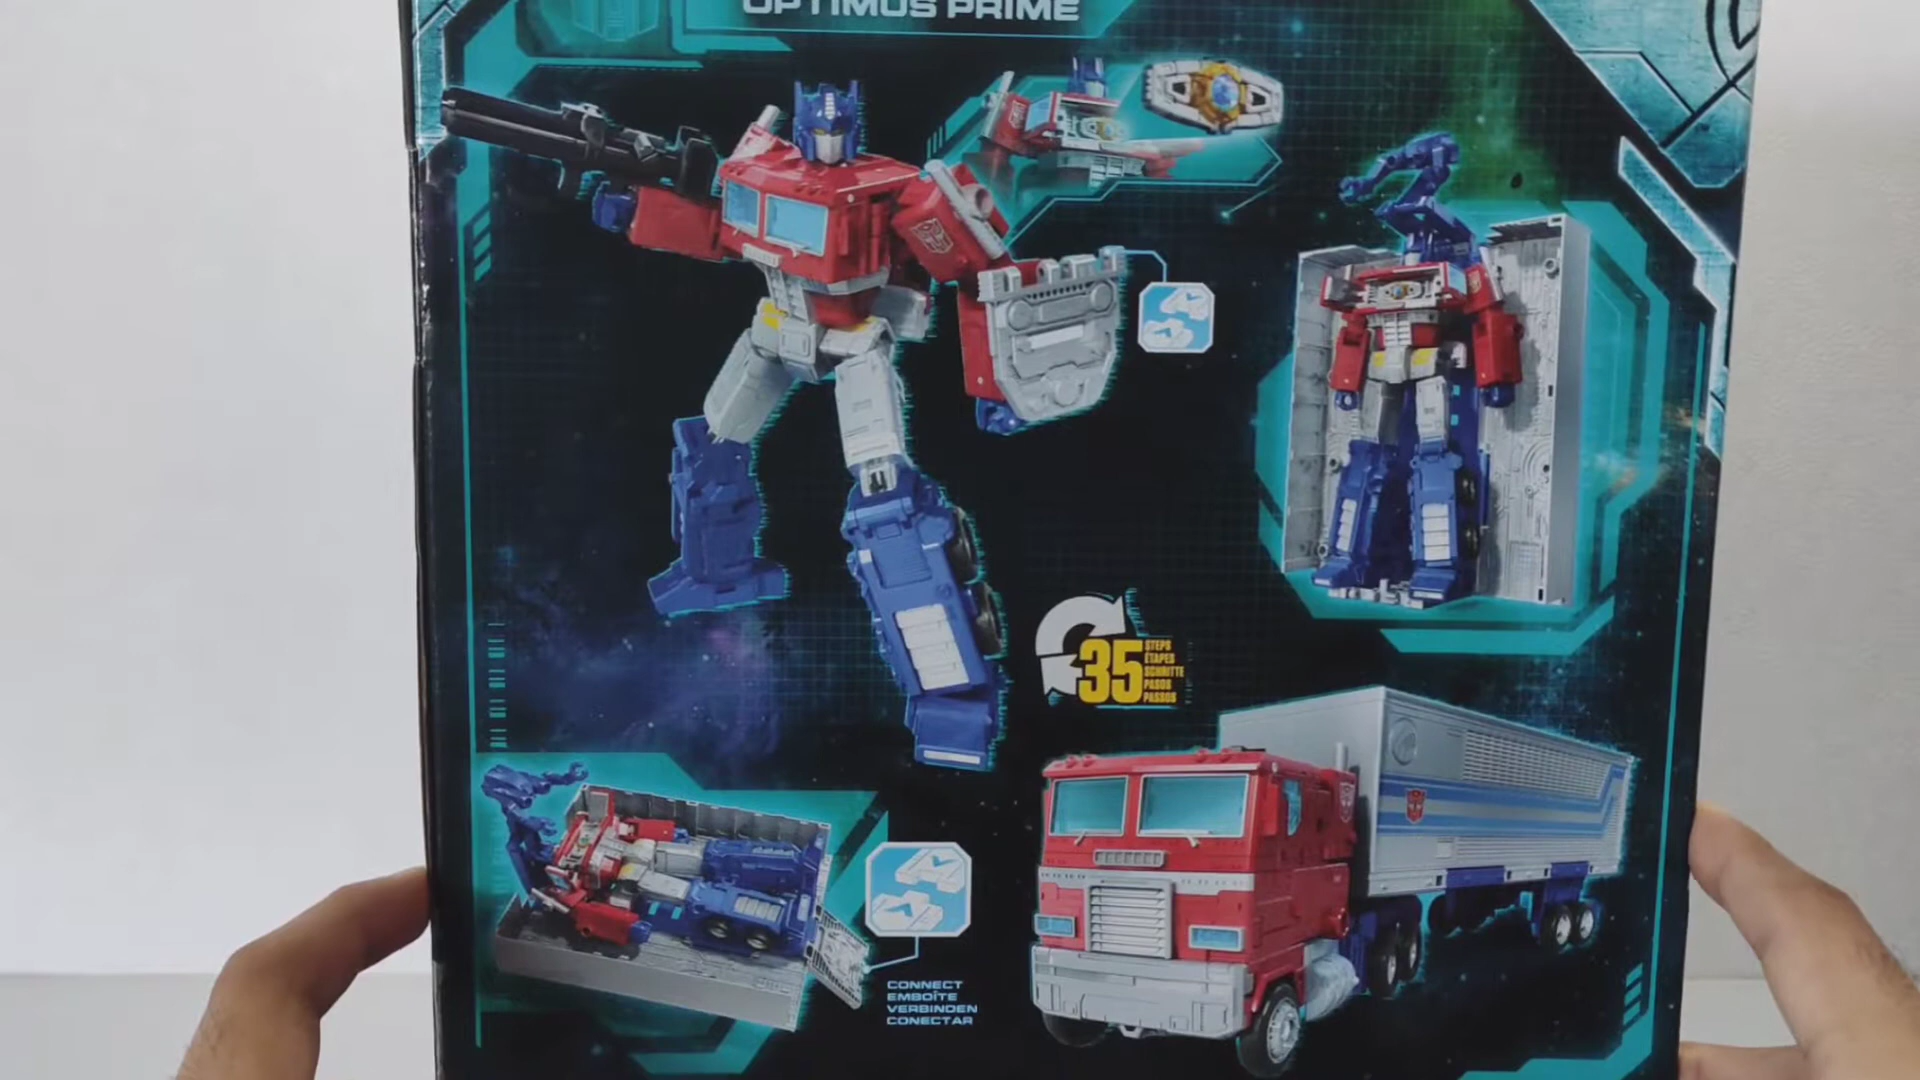 OPTIMUS PRIME
35
STEPS
ÉTAPES
SCHRITTE
PASOS
PASSOS
CONNECT
EMBOÎTE
VERBINDEN
CONECTAR